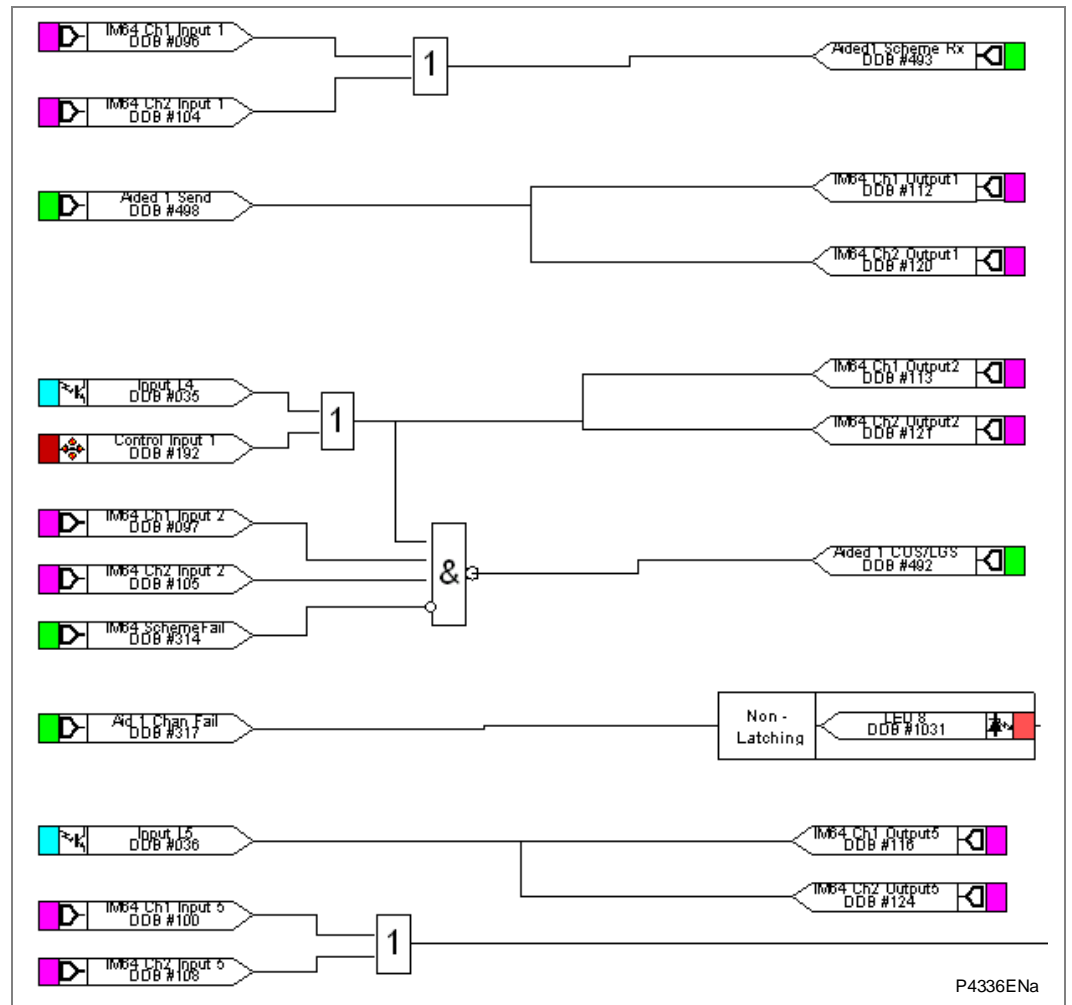 IM64 Ch1 Input 1
DDB #096
1
Aided1 Scheme Rx
DDB #493
IM64 Ch2 Input 1
DDB #104
Aided 1 Send
DDB #498
IM64 Ch1 Output1
DDB #112
IM64 Ch2 Output1
DDB #120
Input L4
DDB #035
1
IM64 Ch1 Output2
DDB #113
Control Input 1
DDB #192
IM64 Ch2 Output2
DDB #121
IM64 Ch1 Input 2
DDB #097
IM64 Ch2 Input 2
DDB #105
&
Aided 1 COS/LGS
DDB #492
IM64 SchemeFail
DDB #314
Aid 1 Chan Fail
DDB #317
Non -
Latching
LED 8
DDB #1031
Input L5
DDB #036
IM64 Ch1 Output5
DDB #116
IM64 Ch2 Output5
DDB #124
IM64 Ch1 Input 5
DDB #100
1
IM64 Ch2 Input 5
DDB #108
P4336ENa